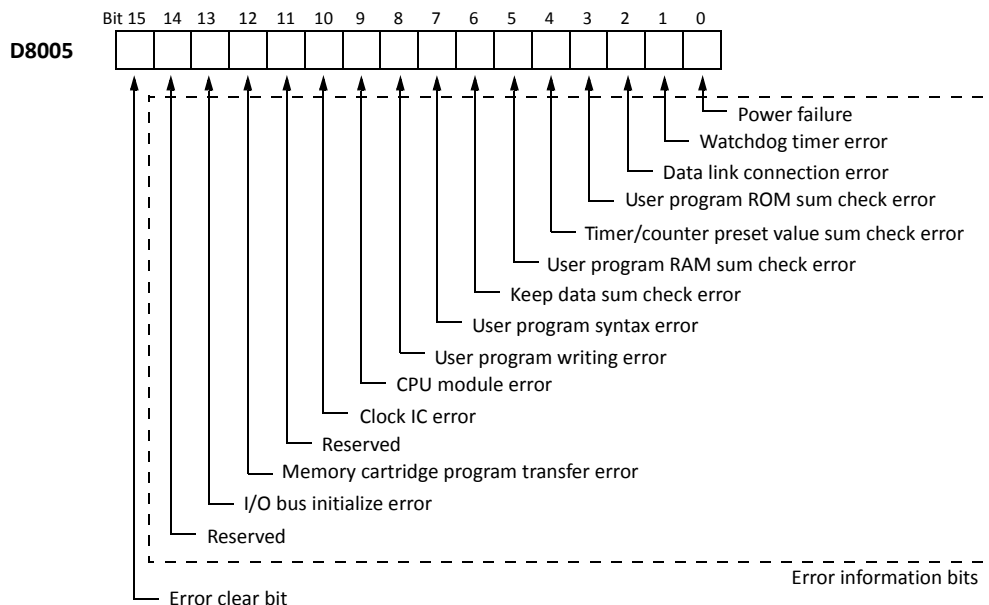 Bit 15 14 13 12 11 10 9 8 7 6 5 4 3 2 1 0
D8005
Power failure
Watchdog timer error
Data link connection error
User program ROM sum check error
Timer/counter preset value sum check error
User program RAM sum check error
Keep data sum check error
User program syntax error
User program writing error
CPU module error
Clock IC error
Reserved
Memory cartridge program transfer error
I/O bus initialize error
Reserved
Error information bits
Error clear bit